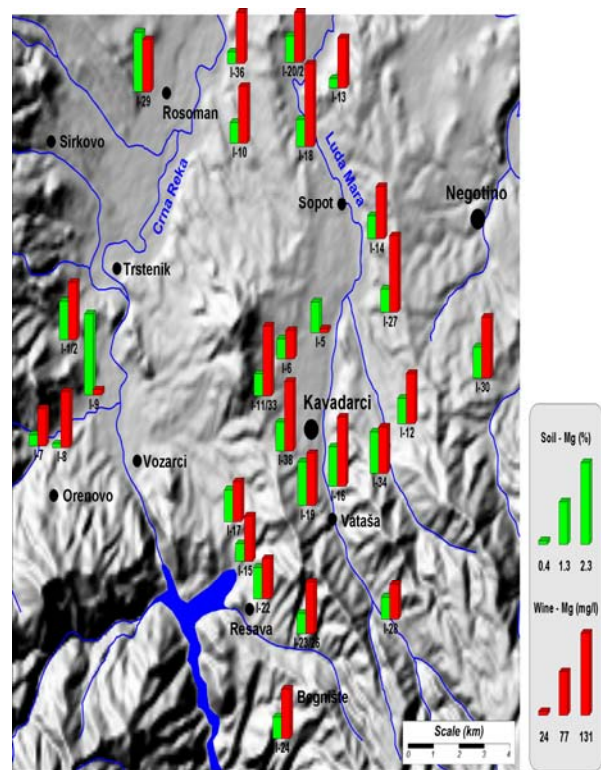 I-36
I-20/2
I-13
I-29
Rosoman
I-10
I-18
Sirkovo
Crna Reka
Luda Mara
Sopot
Negotino
I-14
Trstenik
I-27
I-1/2
I-5
I-6
I-30
I-9
I-11/33
I-12
Kavadarci
I-7
I-8
I-38
Vozarci
I-34
I-16
Orenovo
I-19
I-17
Vataša
I-15
I-22
Resava
I-28
I-23/26
Begnište
I-24
Scale (km)
0 1 2 3 4
Soil - Mg (%)
0.4 1.3 2.3
Wine - Mg (mg/l)
24 77 131